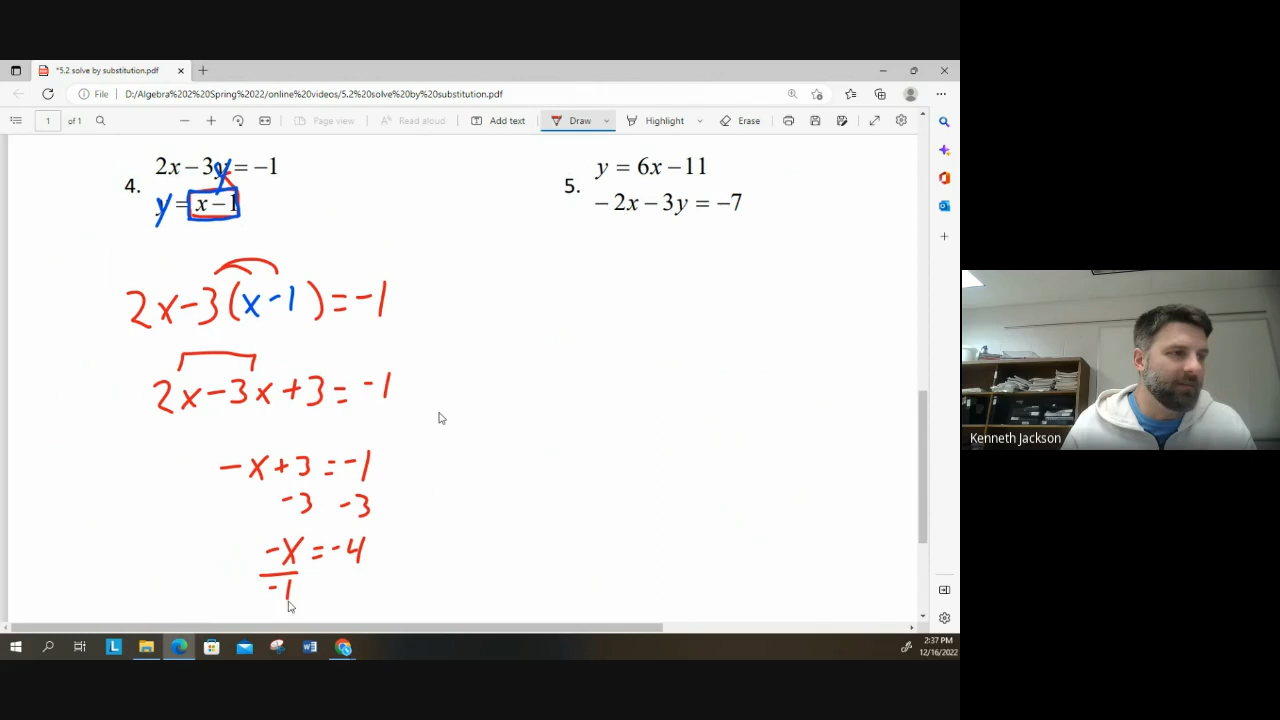 *5.2 solve by substitution.pdf
File
D:/Algebra%202%20Spring%2022/online%20videos/5.2%20solve%20by%20substitution.pdf
1 of 1
Page view
Read aloud
Add text
Draw
Highlight
Erase
4.
2x − 3y = −1
y = x − 1
5.
y = 6x − 11
− 2x − 3y = −7
2x − 3(x − 1) = −1
2x − 3x + 3 = −1
−x + 3 = −1
−3 −3
−x = −4
−1
Kenneth Jackson
2:37 PM
12/16/2022